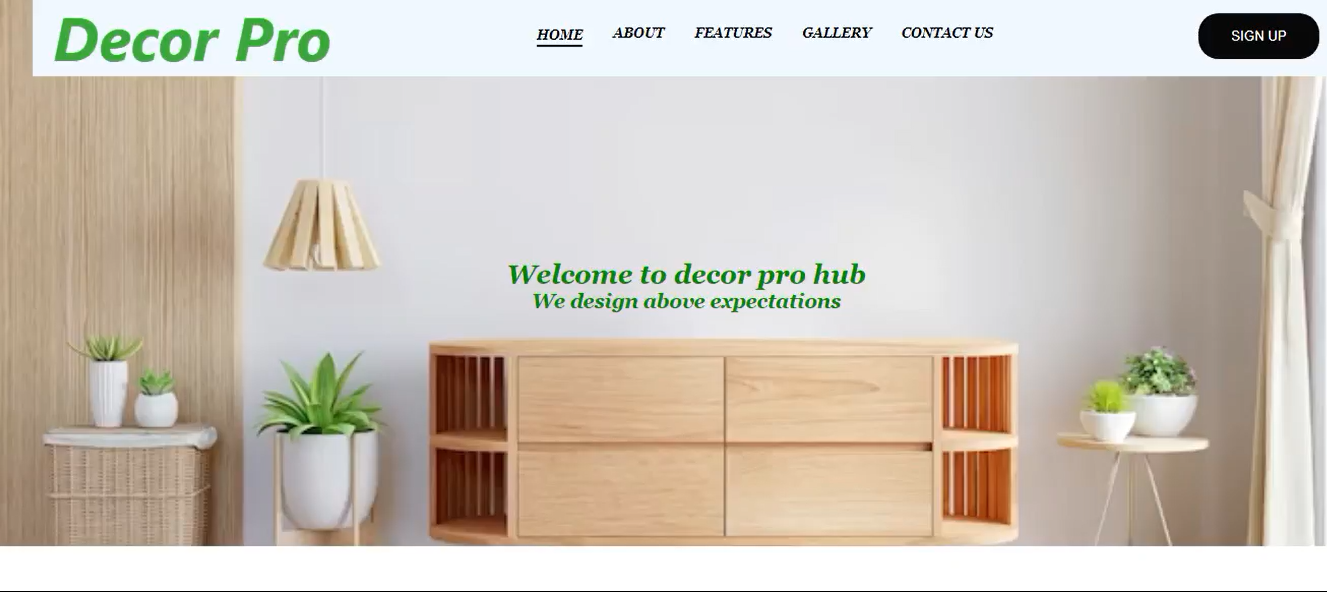 Decor Pro
HOME ABOUT FEATURES GALLERY CONTACT US
SIGN UP
Welcome to decor pro hub
We design above expectations